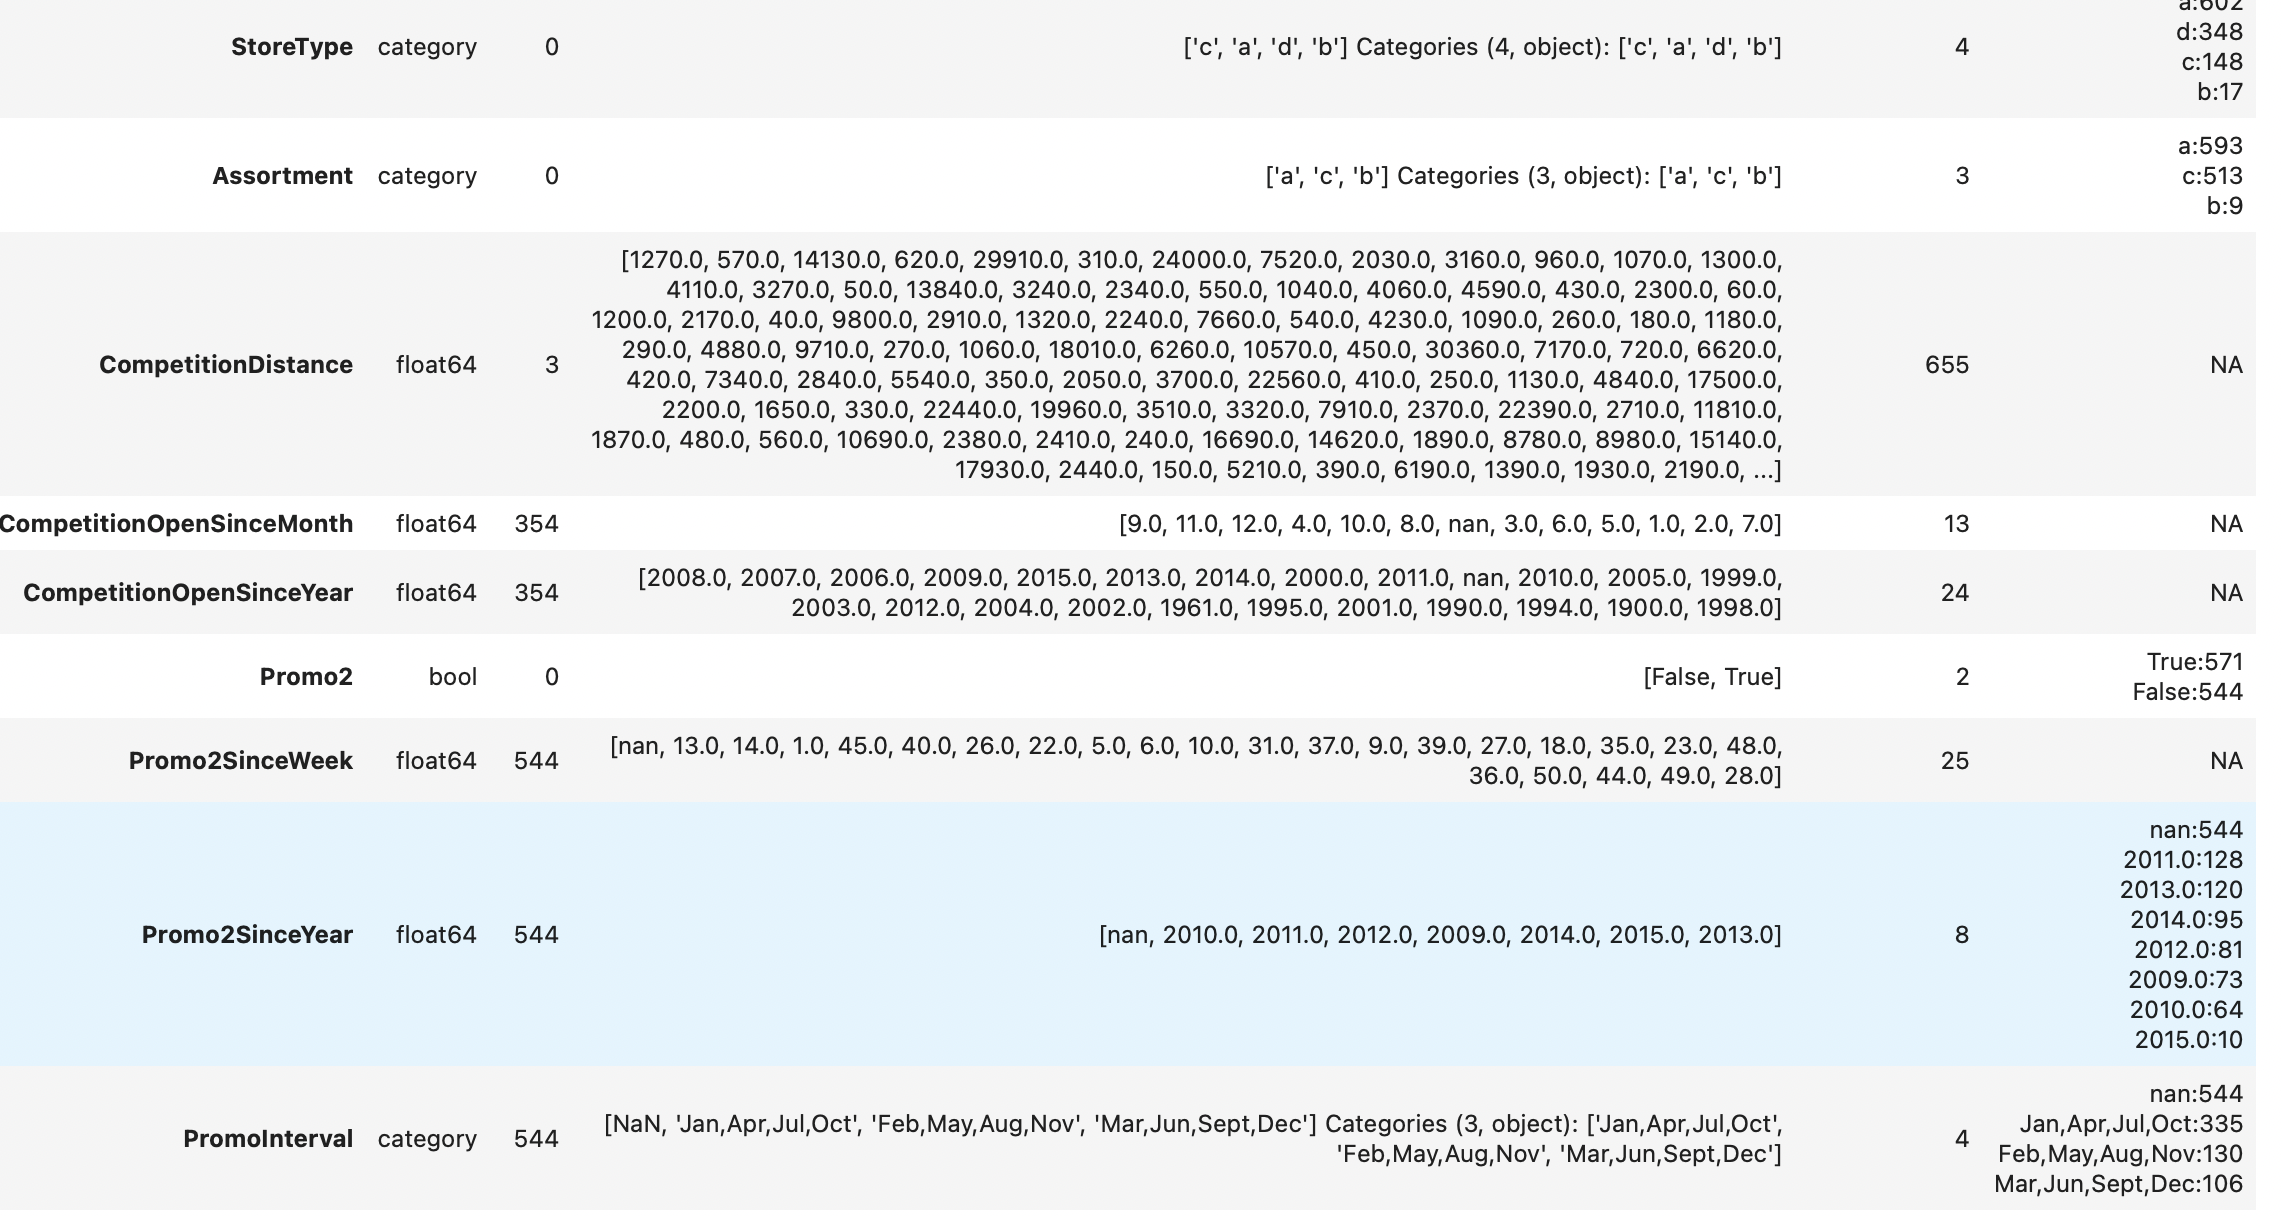 a:602
StoreType category 0 ['c', 'a', 'd', 'b'] Categories (4, object): ['c', 'a', 'd', 'b'] 4
d:348
c:148
b:17
Assortment category 0 ['a', 'c', 'b'] Categories (3, object): ['a', 'c', 'b'] 3
a:593
c:513
b:9
CompetitionDistance float64 3
[1270.0, 570.0, 14130.0, 620.0, 29910.0, 310.0, 24000.0, 7520.0, 2030.0, 3160.0, 960.0, 1070.0, 1300.0,
4110.0, 3270.0, 50.0, 13840.0, 3240.0, 2340.0, 550.0, 1040.0, 4060.0, 4590.0, 430.0, 2300.0, 60.0,
1200.0, 2170.0, 40.0, 9800.0, 2910.0, 1320.0, 2240.0, 7660.0, 540.0, 4230.0, 1090.0, 260.0, 180.0, 1180.0,
290.0, 4880.0, 9710.0, 270.0, 1060.0, 18010.0, 6260.0, 10570.0, 450.0, 30360.0, 7170.0, 720.0, 6620.0,
420.0, 7340.0, 2840.0, 5540.0, 350.0, 2050.0, 3700.0, 22560.0, 410.0, 250.0, 1130.0, 4840.0, 17500.0,
2200.0, 1650.0, 330.0, 22440.0, 19960.0, 3510.0, 3320.0, 7910.0, 2370.0, 22390.0, 2710.0, 11810.0,
1870.0, 480.0, 560.0, 10690.0, 2380.0, 2410.0, 240.0, 16690.0, 14620.0, 1890.0, 8780.0, 8980.0, 15140.0,
17930.0, 2440.0, 150.0, 5210.0, 390.0, 6190.0, 1390.0, 1930.0, 2190.0, ...]
655 NA
CompetitionOpenSinceMonth float64 354 [9.0, 11.0, 12.0, 4.0, 10.0, 8.0, nan, 3.0, 6.0, 5.0, 1.0, 2.0, 7.0] 13 NA
CompetitionOpenSinceYear float64 354
[2008.0, 2007.0, 2006.0, 2009.0, 2015.0, 2013.0, 2014.0, 2000.0, 2011.0, nan, 2010.0, 2005.0, 1999.0,
2003.0, 2012.0, 2004.0, 2002.0, 1961.0, 1995.0, 2001.0, 1990.0, 1994.0, 1900.0, 1998.0]
24 NA
Promo2 bool 0 [False, True] 2
True:571
False:544
Promo2SinceWeek float64 544
[nan, 13.0, 14.0, 1.0, 45.0, 40.0, 26.0, 22.0, 5.0, 6.0, 10.0, 31.0, 37.0, 9.0, 39.0, 27.0, 18.0, 35.0, 23.0, 48.0,
36.0, 50.0, 44.0, 49.0, 28.0]
25 NA
Promo2SinceYear float64 544 [nan, 2010.0, 2011.0, 2012.0, 2009.0, 2014.0, 2015.0, 2013.0] 8
nan:544
2011.0:128
2013.0:120
2014.0:95
2012.0:81
2009.0:73
2010.0:64
2015.0:10
PromoInterval category 544
[NaN, 'Jan,Apr,Jul,Oct', 'Feb,May,Aug,Nov', 'Mar,Jun,Sept,Dec'] Categories (3, object): ['Jan,Apr,Jul,Oct',
'Feb,May,Aug,Nov', 'Mar,Jun,Sept,Dec']
4
nan:544
Jan,Apr,Jul,Oct:335
Feb,May,Aug,Nov:130
Mar,Jun,Sept,Dec:106